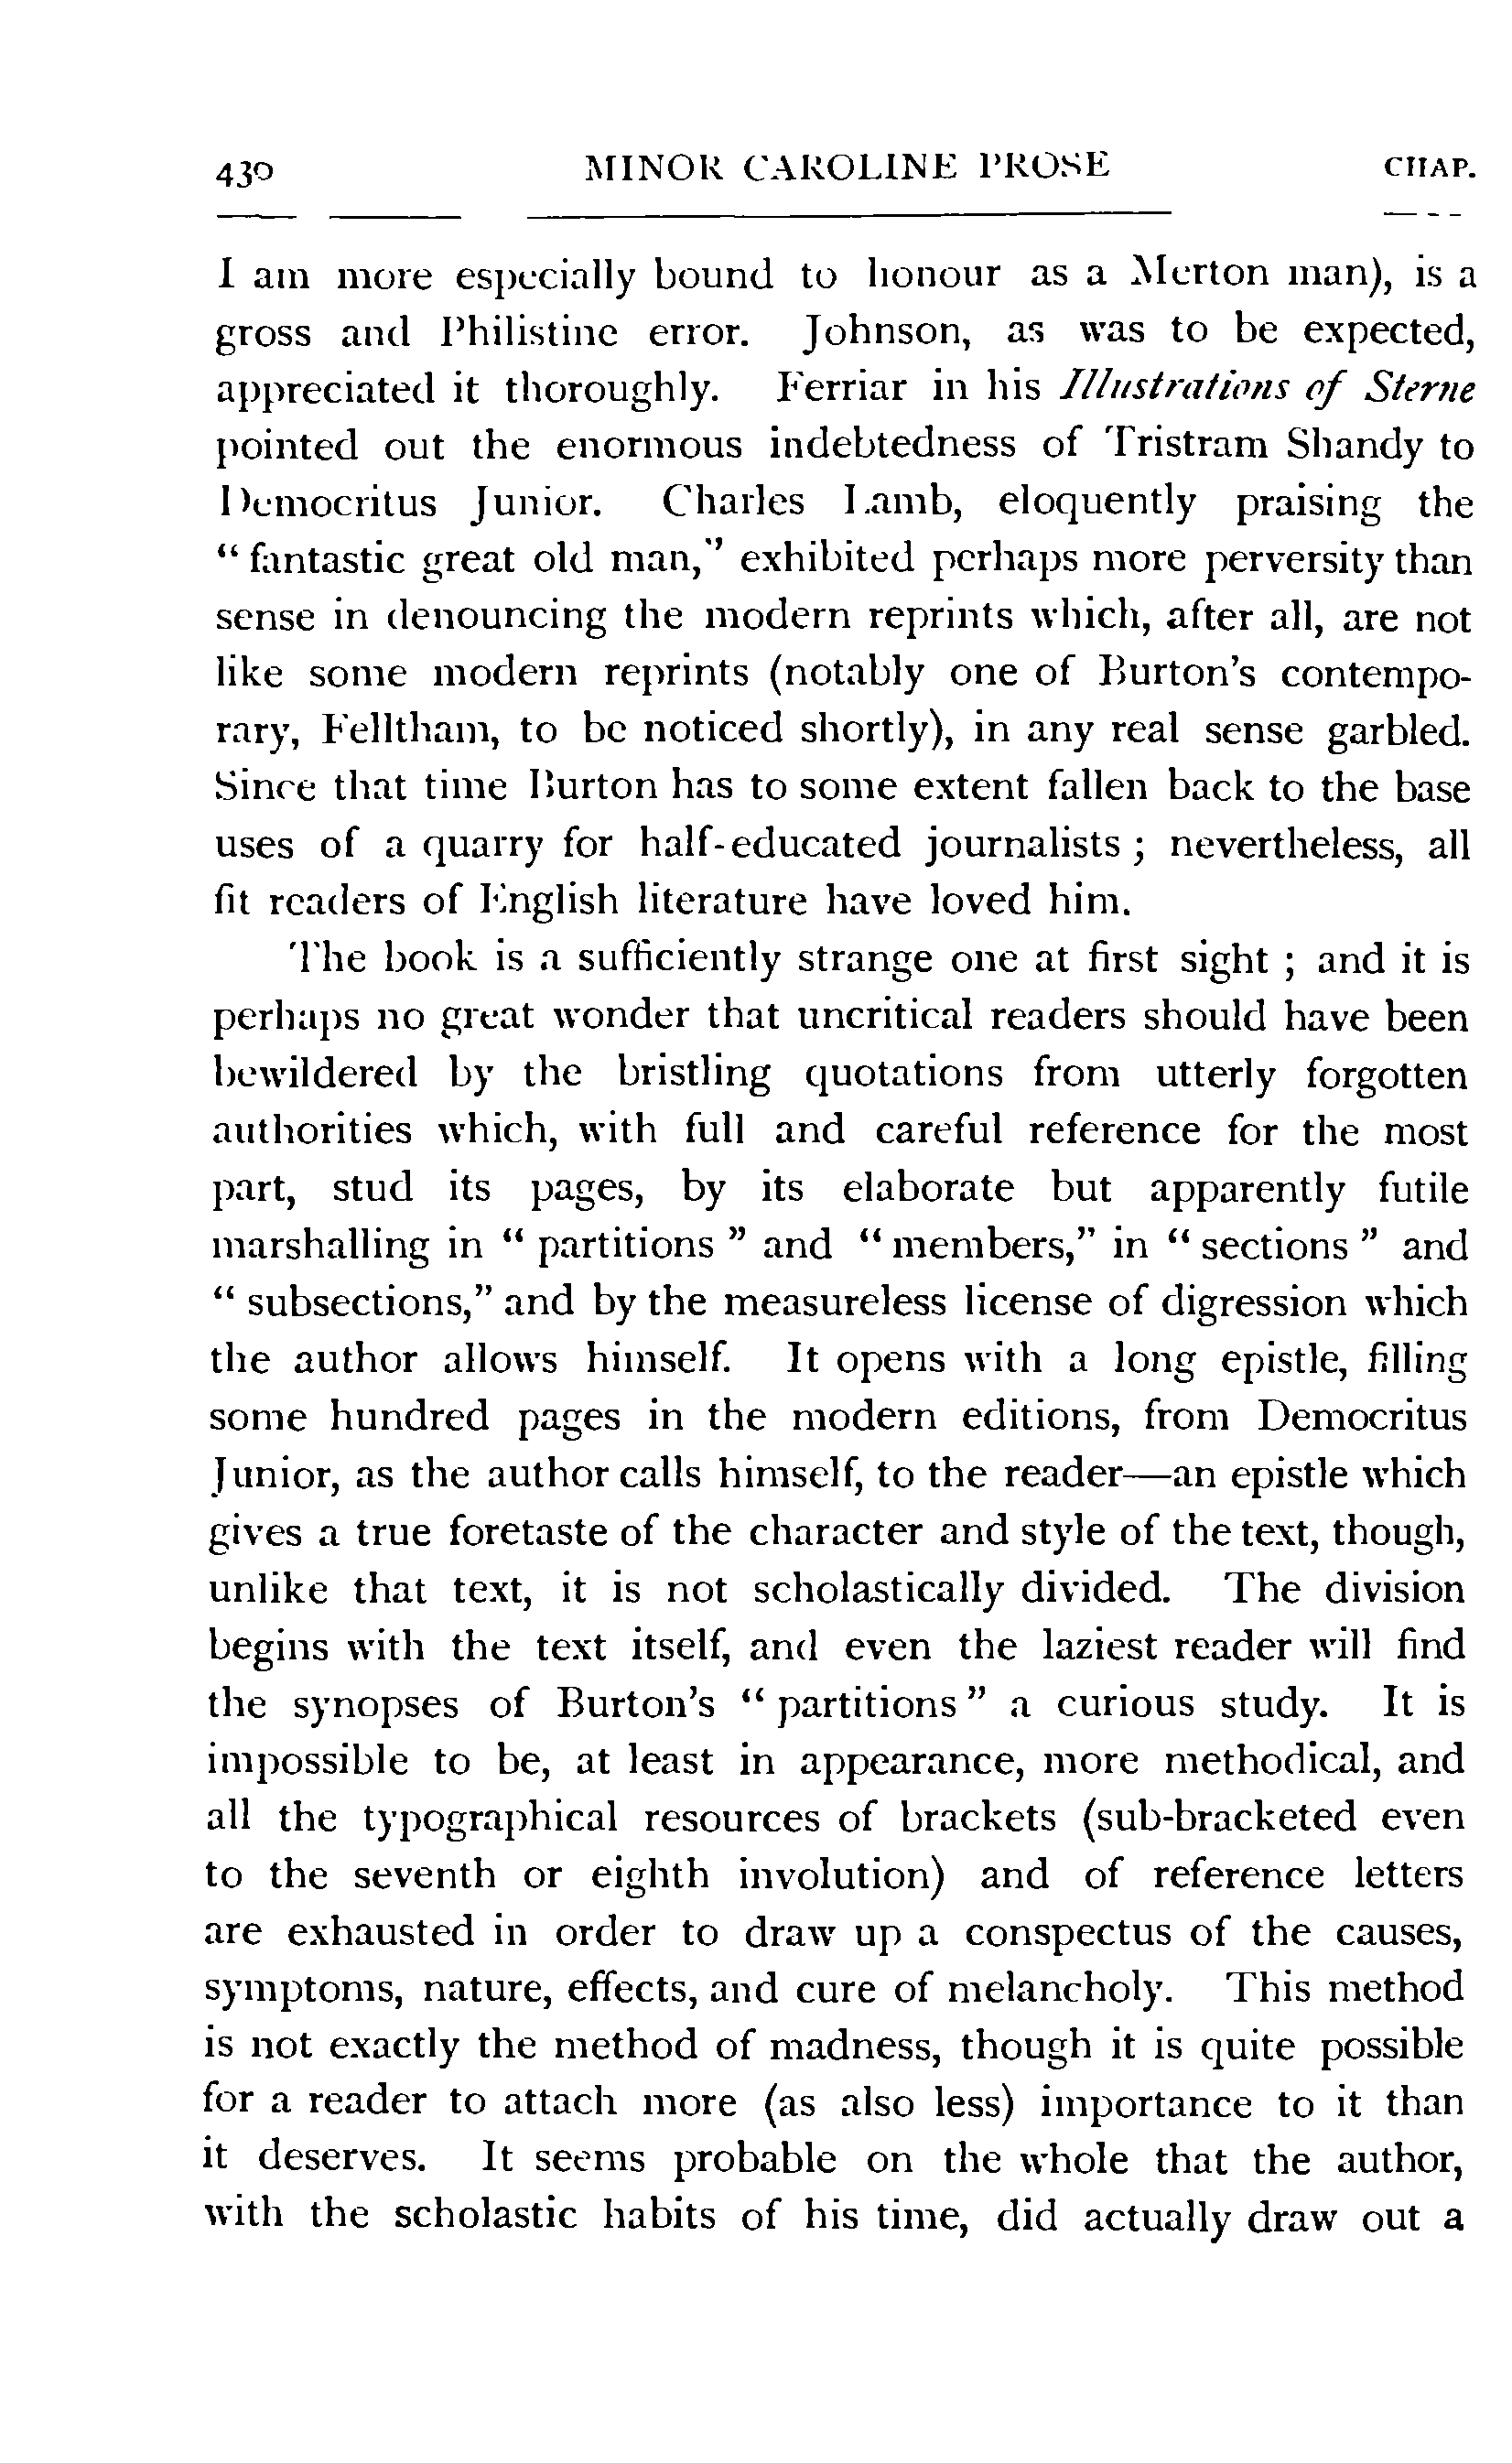 430 MINOR CAROLINE PROSE CHAP.
I am more especially bound to honour as a Merton man), is a
gross and Philistine error. Johnson, as was to be expected,
appreciated it thoroughly. Ferriar in his Illustrations of Sterne
pointed out the enormous indebtedness of Tristram Shandy to
Democritus Junior. Charles Lamb, eloquently praising the
“ fantastic great old man,” exhibited perhaps more perversity than
sense in denouncing the modern reprints which, after all, are not
like some modern reprints (notably one of Burton’s contempo-
rary, Felltham, to be noticed shortly), in any real sense garbled.
Since that time Burton has to some extent fallen back to the base
uses of a quarry for half-educated journalists ; nevertheless, all
fit readers of English literature have loved him.
The book is a sufficiently strange one at first sight ; and it is
perhaps no great wonder that uncritical readers should have been
bewildered by the bristling quotations from utterly forgotten
authorities which, with full and careful reference for the most
part, stud its pages, by its elaborate but apparently futile
marshalling in “ partitions ” and “ members,” in “ sections ” and
“ subsections,” and by the measureless license of digression which
the author allows himself. It opens with a long epistle, filling
some hundred pages in the modern editions, from Democritus
Junior, as the author calls himself, to the reader—an epistle which
gives a true foretaste of the character and style of the text, though,
unlike that text, it is not scholastically divided. The division
begins with the text itself, and even the laziest reader will find
the synopses of Burton’s “ partitions ” a curious study. It is
impossible to be, at least in appearance, more methodical, and
all the typographical resources of brackets (sub-bracketed even
to the seventh or eighth involution) and of reference letters
are exhausted in order to draw up a conspectus of the causes,
symptoms, nature, effects, and cure of melancholy. This method
is not exactly the method of madness, though it is quite possible
for a reader to attach more (as also less) importance to it than
it deserves. It seems probable on the whole that the author,
with the scholastic habits of his time, did actually draw out a